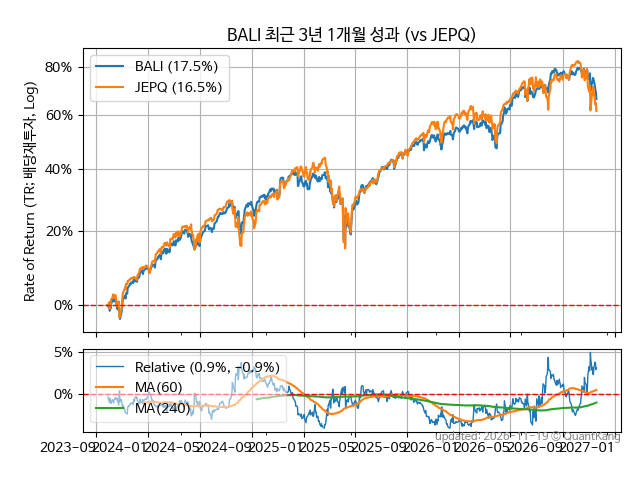 BALI 최근 3년 1개월 성과 (vs JEPQ)
Rate of Return (TR: 배당재투자, Log)
80%
60%
40%
20%
0%
BALI (17.5%)
JEPQ (16.5%)
5%
0%
Relative (0.9%, -0.9%)
MA(60)
MA(240)
updated: 2026-11-19 © QuantKang
2023-09 2024-01 2024-05 2024-09 2025-01 2025-05 2025-09 2026-01 2026-05 2026-09 2027-01